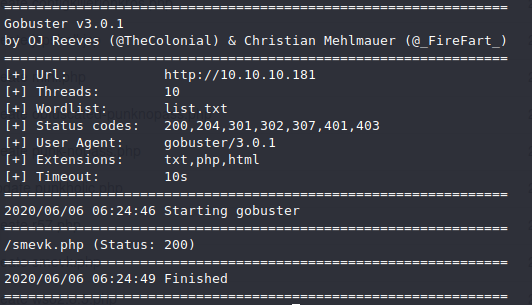 ===============================================================
Gobuster v3.0.1
by OJ Reeves (@TheColonial) & Christian Mehlmauer (@_FireFart_)
===============================================================
[+] Url:            http://10.10.10.181
[+] Threads:        10
[+] Wordlist:       list.txt
[+] Status codes:   200,204,301,302,307,401,403
[+] User Agent:     gobuster/3.0.1
[+] Extensions:     txt,php,html
[+] Timeout:        10s
===============================================================
2020/06/06 06:24:46 Starting gobuster
===============================================================
/smevk.php (Status: 200)
===============================================================
2020/06/06 06:24:49 Finished
===============================================================